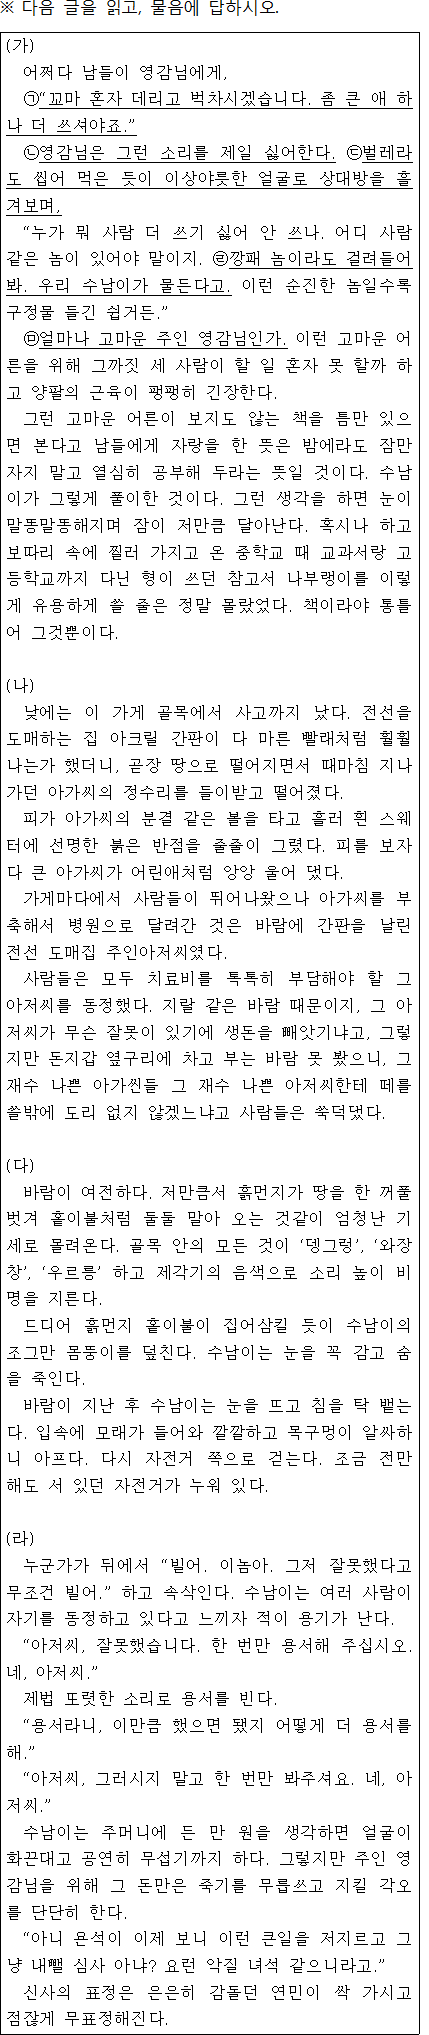 ※ 다음 글을 읽고, 물음에 답하시오.
(가)
어쩌다 남들이 영감님에게,
㉠“꼬마 혼자 데리고 벅차시겠습니다. 좀 큰 애 하
나 더 쓰셔야죠.”
㉡영감님은 그런 소리를 제일 싫어한다. ㉢벌레라
도 씹어 먹은 듯이 이상야릇한 얼굴로 상대방을 흘
겨보며,
“누가 뭐 사람 더 쓰기 싫어 안 쓰나. 어디 사람
같은 놈이 있어야 말이지. ㉣깡패 놈이라도 걸려들어
봐. 우리 수남이가 물든다고. 이런 순진한 놈일수록
구정물 들긴 쉽거든.”
㉤얼마나 고마운 주인 영감님인가. 이런 고마운 어
른을 위해 그까짓 세 사람이 할 일 혼자 못 할까 하
고 양팔의 근육이 팽팽히 긴장한다.
그런 고마운 어른이 보지도 않는 책을 틈만 있으
면 본다고 남들에게 자랑을 한 뜻은 밤에라도 잠만
자지 말고 열심히 공부해 두라는 뜻일 것이다. 수남
이가 그렇게 풀이한 것이다. 그런 생각을 하면 눈이
말똥말똥해지며 잠이 저만큼 달아난다. 혹시나 하고
보따리 속에 찔러 가지고 온 중학교 때 교과서랑 고
등학교까지 다닌 형이 쓰던 참고서 나부랭이를 이렇
게 유용하게 쓸 줄은 정말 몰랐었다. 책이라야 통틀
어 그것뿐이다.
(나)
낮에는 이 가게 골목에서 사고까지 났다. 전선을
도매하는 집 아크릴 간판이 다 마른 빨래처럼 훨훨
나는가 했더니, 곧장 땅으로 떨어지면서 때마침 지나
가던 아가씨의 정수리를 들이받고 떨어졌다.
피가 아가씨의 분결 같은 볼을 타고 흘러 흰 스웨
터에 선명한 붉은 반점을 줄줄이 그렸다. 피를 보자
다 큰 아가씨가 어린애처럼 앙앙 울어 댔다.
가게마다에서 사람들이 뛰어나왔으나 아가씨를 부
축해서 병원으로 달려간 것은 바람에 간판을 날린
전선 도매집 주인아저씨였다.
사람들은 모두 치료비를 톡톡히 부담해야 할 그
아저씨를 동정했다. 지랄 같은 바람 때문이지, 그 아
저씨가 무슨 잘못이 있기에 생돈을 빼앗기냐고, 그렇
지만 돈지갑 옆구리에 차고 부는 바람 못 봤으니, 그
재수 나쁜 아가씬들 그 재수 나쁜 아저씨한테 떼를
쓸밖에 도리 없지 않겠느냐고 사람들은 쑥덕댔다.
(다)
바람이 여전하다. 저만큼서 흙먼지가 땅을 한 꺼풀
벗겨 홑이불처럼 둘둘 말아 오는 것같이 엄청난 기
세로 몰려온다. 골목 안의 모든 것이 ‘뎅그렁’, ‘와장
창’, ‘우르릉’ 하고 제각기의 음색으로 소리 높이 비
명을 지른다.
드디어 흙먼지 홑이불이 집어삼킬 듯이 수남이의
조그만 몸뚱이를 덮친다. 수남이는 눈을 꼭 감고 숨
을 죽인다.
바람이 지난 후 수남이는 눈을 뜨고 침을 탁 뱉는
다. 입속에 모래가 들어와 깔깔하고 목구멍이 알싸하
니 아프다. 다시 자전거 쪽으로 걷는다. 조금 전만
해도 서 있던 자전거가 누워 있다.
(라)
누군가가 뒤에서 “빌어. 이놈아. 그저 잘못했다고
무조건 빌어.” 하고 속삭인다. 수남이는 여러 사람이
자기를 동정하고 있다고 느끼자 적이 용기가 난다.
“아저씨, 잘못했습니다. 한 번만 용서해 주십시오.
네, 아저씨.”
제법 또렷한 소리로 용서를 빈다.
“용서라니, 이만큼 했으면 됐지 어떻게 더 용서를
해.”
“아저씨, 그러시지 말고 한 번만 봐주셔요. 네, 아
저씨.”
수남이는 주머니에 든 만 원을 생각하면 얼굴이
화끈대고 공연히 무섭기까지 하다. 그렇지만 주인 영
감님을 위해 그 돈만은 죽기를 무릅쓰고 지킬 각오
를 단단히 한다.
“아니 욘석이 이제 보니 이런 큰일을 저지르고 그
냥 내뺄 심사 아냐? 요런 악질 녀석 같으니라고.”
신사의 표정은 은은히 감돌던 연민이 싹 가시고
점잖게 무표정해진다.